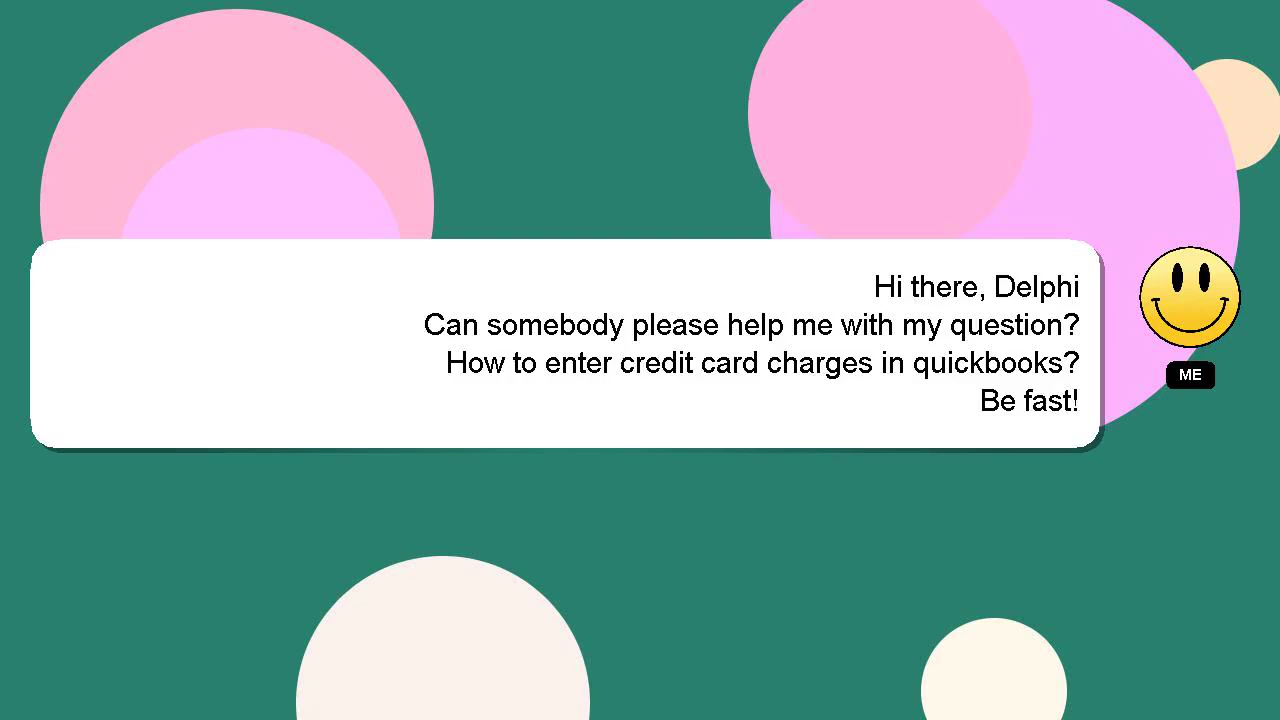 Hi there, Delphi
Can somebody please help me with my question?
How to enter credit card charges in quickbooks?
Be fast!
ME